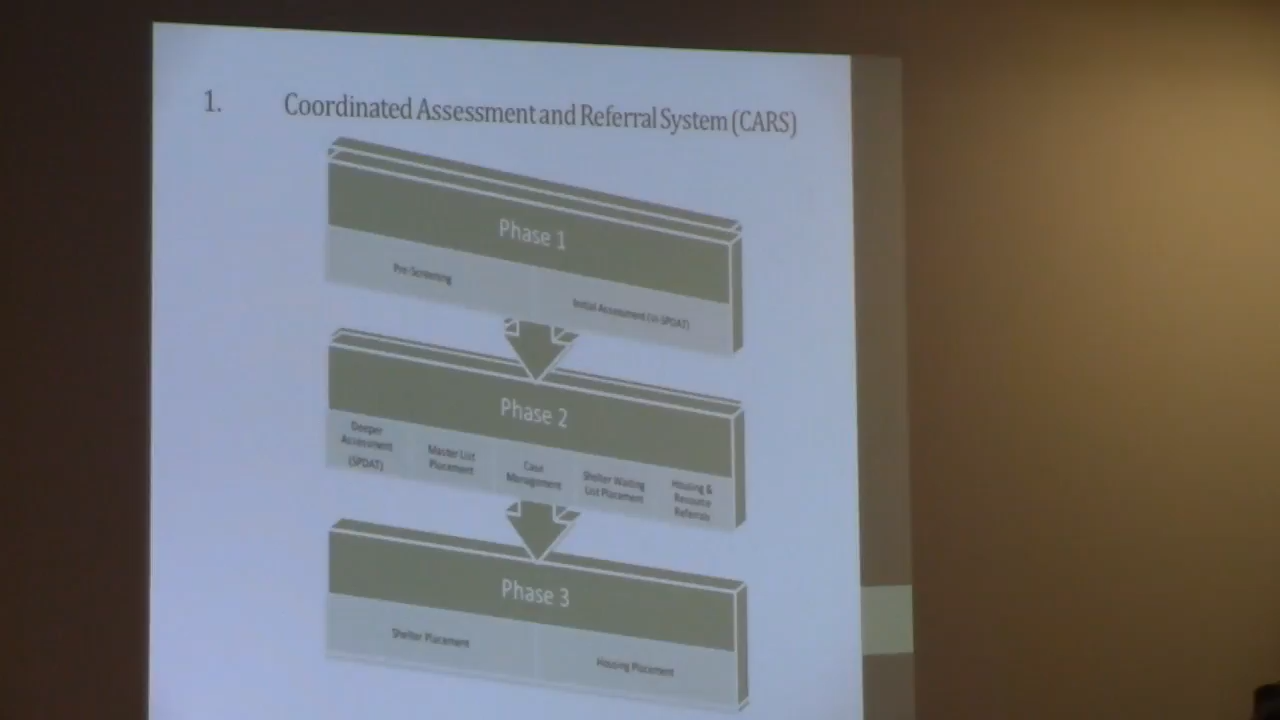 1. Coordinated Assessment and Referral System (CARS)
Phase 1
Pre-Screening
Initial Assessment (VI-SPDAT)
Phase 2
Deeper
Assessment
(SPDAT)
Master List
Placement
Case
Management
Shelter Waiting
List Placement
Housing &
Resource
Referrals
Phase 3
Shelter Placement
Housing Placement